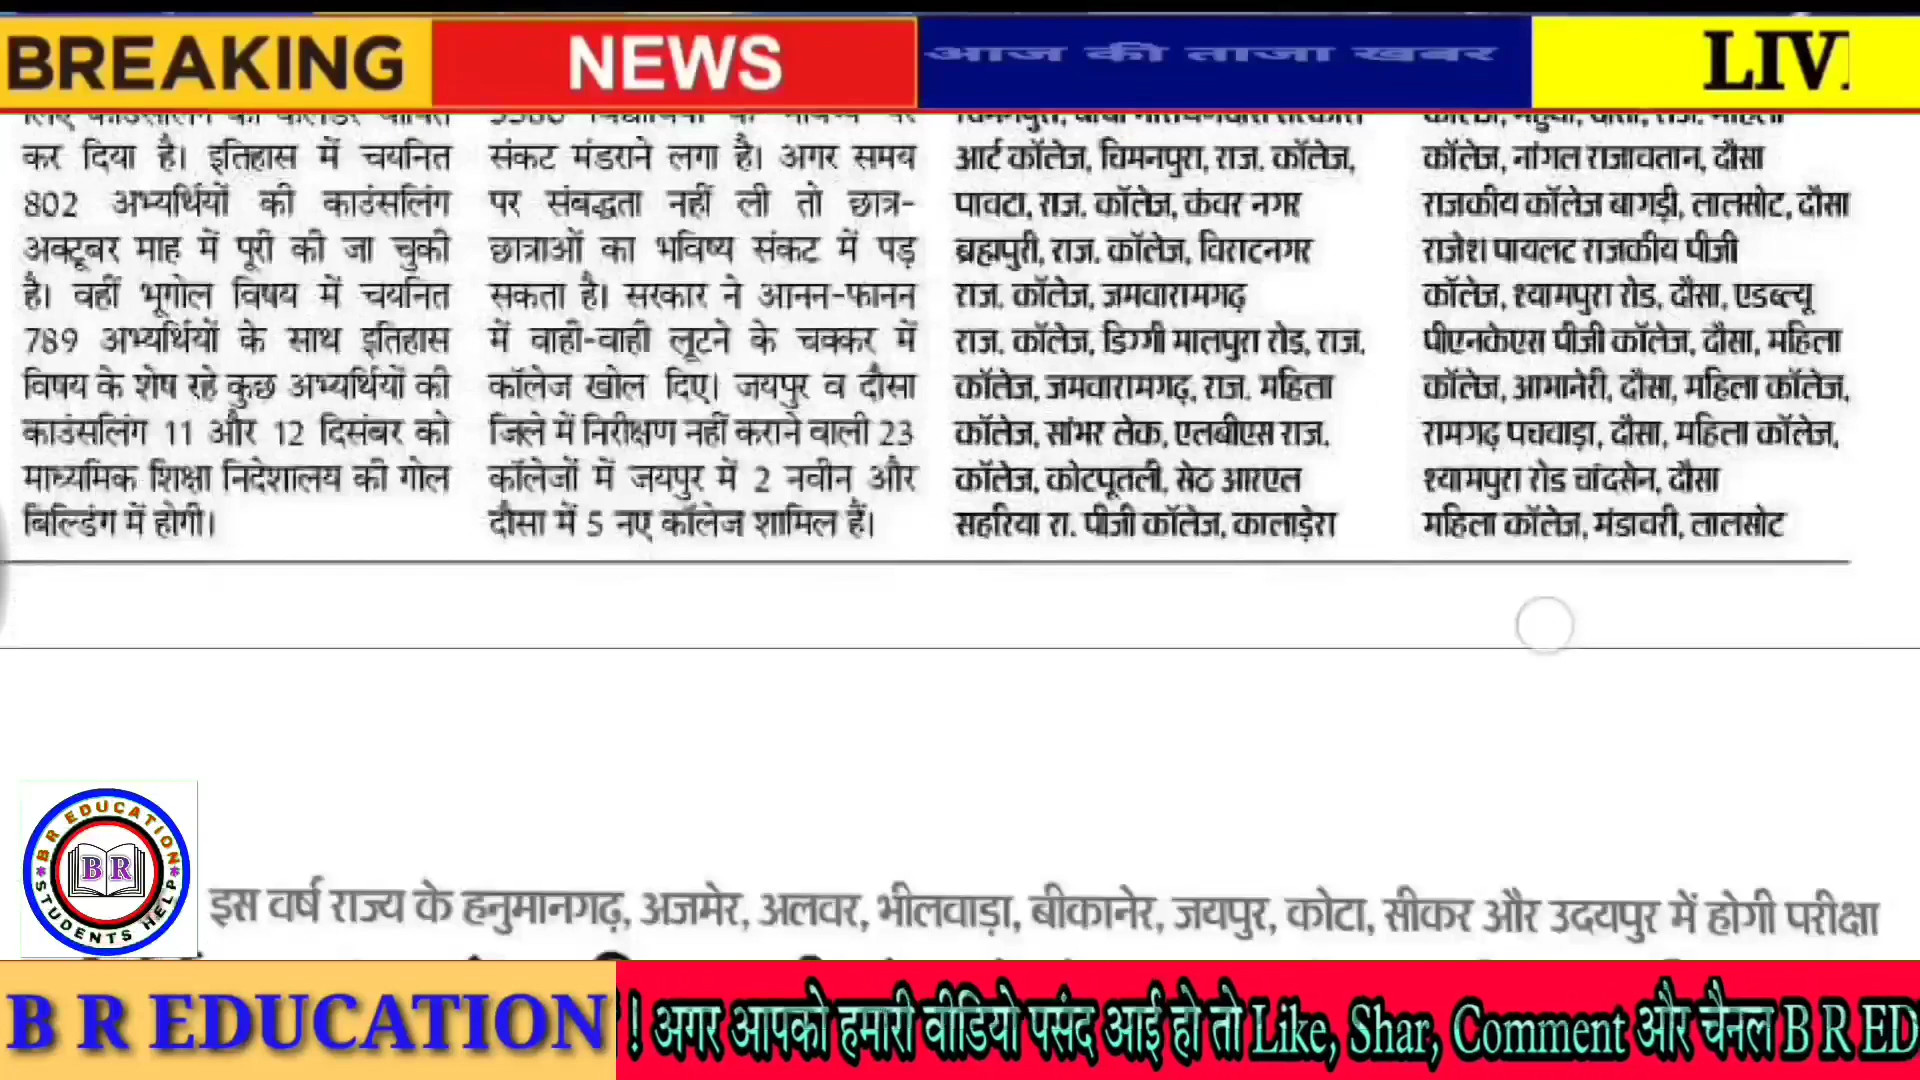 BREAKING NEWS आज की ताजा खबर LIV
कर दिया है। इतिहास में चयनित
802 अभ्यर्थियों की काउंसलिंग
अक्टूबर माह में पूरी की जा चुकी
है। वहीं भूगोल विषय में चयनित
789 अभ्यर्थियों के साथ इतिहास
विषय के शेष रहे कुछ अभ्यर्थियों की
काउंसलिंग 11 और 12 दिसंबर को
माध्यमिक शिक्षा निदेशालय की गोल
बिल्डिंग में होगी।
संकट मंडराने लगा है। अगर समय
पर संबद्धता नहीं ली तो छात्र-
छात्राओं का भविष्य संकट में पड़
सकता है। सरकार ने आनन-फानन
में वाही-वाही लूटने के चक्कर में
कॉलेज खोल दिए। जयपुर व दौसा
जिले में निरीक्षण नहीं कराने वाली 23
कॉलेजों में जयपुर में 2 नवीन और
दौसा में 5 नए कॉलेज शामिल हैं।
आर्ट कॉलेज, चिमनपुरा, राज. कॉलेज,
पावटा, राज. कॉलेज, कंवर नगर
ब्रह्मपुरी, राज. कॉलेज, विराटनगर
राज. कॉलेज, जमवारामगढ़
राज. कॉलेज, डिग्गी मालपुरा रोड, राज.
कॉलेज, जमवारामगढ़, राज. महिला
कॉलेज, सांभर लेक, एलबीएस राज.
कॉलेज, कोटपूतली, सेठ आरएल
सहरिया रा. पीजी कॉलेज, कालाडेरा
कॉलेज, नांगल राजावतान, दौसा
राजकीय कॉलेज बागड़ी, लालसोट, दौसा
राजेश पायलट राजकीय पीजी
कॉलेज, श्यामपुरा रोड, दौसा, एडब्ल्यू
पीएनकेएस पीजी कॉलेज, दौसा, महिला
कॉलेज, आभानेरी, दौसा, महिला कॉलेज,
रामगढ़ पचवाड़ा, दौसा, महिला कॉलेज,
श्यामपुरा रोड चांदसेन, दौसा
महिला कॉलेज, मंडावरी, लालसोट
B R EDUCATION
B R
STUDENTS HELP
इस वर्ष राज्य के हनुमानगढ़, अजमेर, अलवर, भीलवाड़ा, बीकानेर, जयपुर, कोटा, सीकर और उदयपुर में होगी परीक्षा
B R EDUCATION ! अगर आपको हमारी वीडियो पसंद आई हो तो Like, Shar, Comment और चैनल B R ED